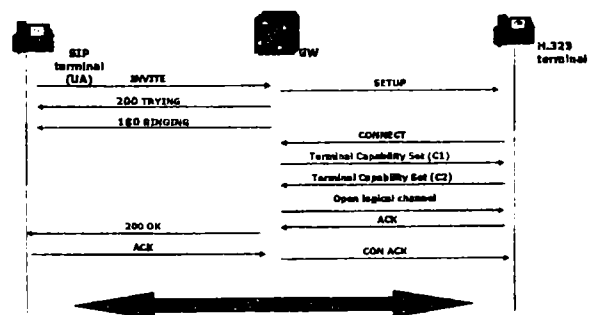 SIP
terminal
(UA)
GW
H.323
terminal
INVITE
SETUP
200 TRYING
180 RINGING
CONNECT
Terminal Capability Set (C1)
Terminal Capability Set (C2)
Open logical channel
ACK
200 OK
ACK
CON ACK